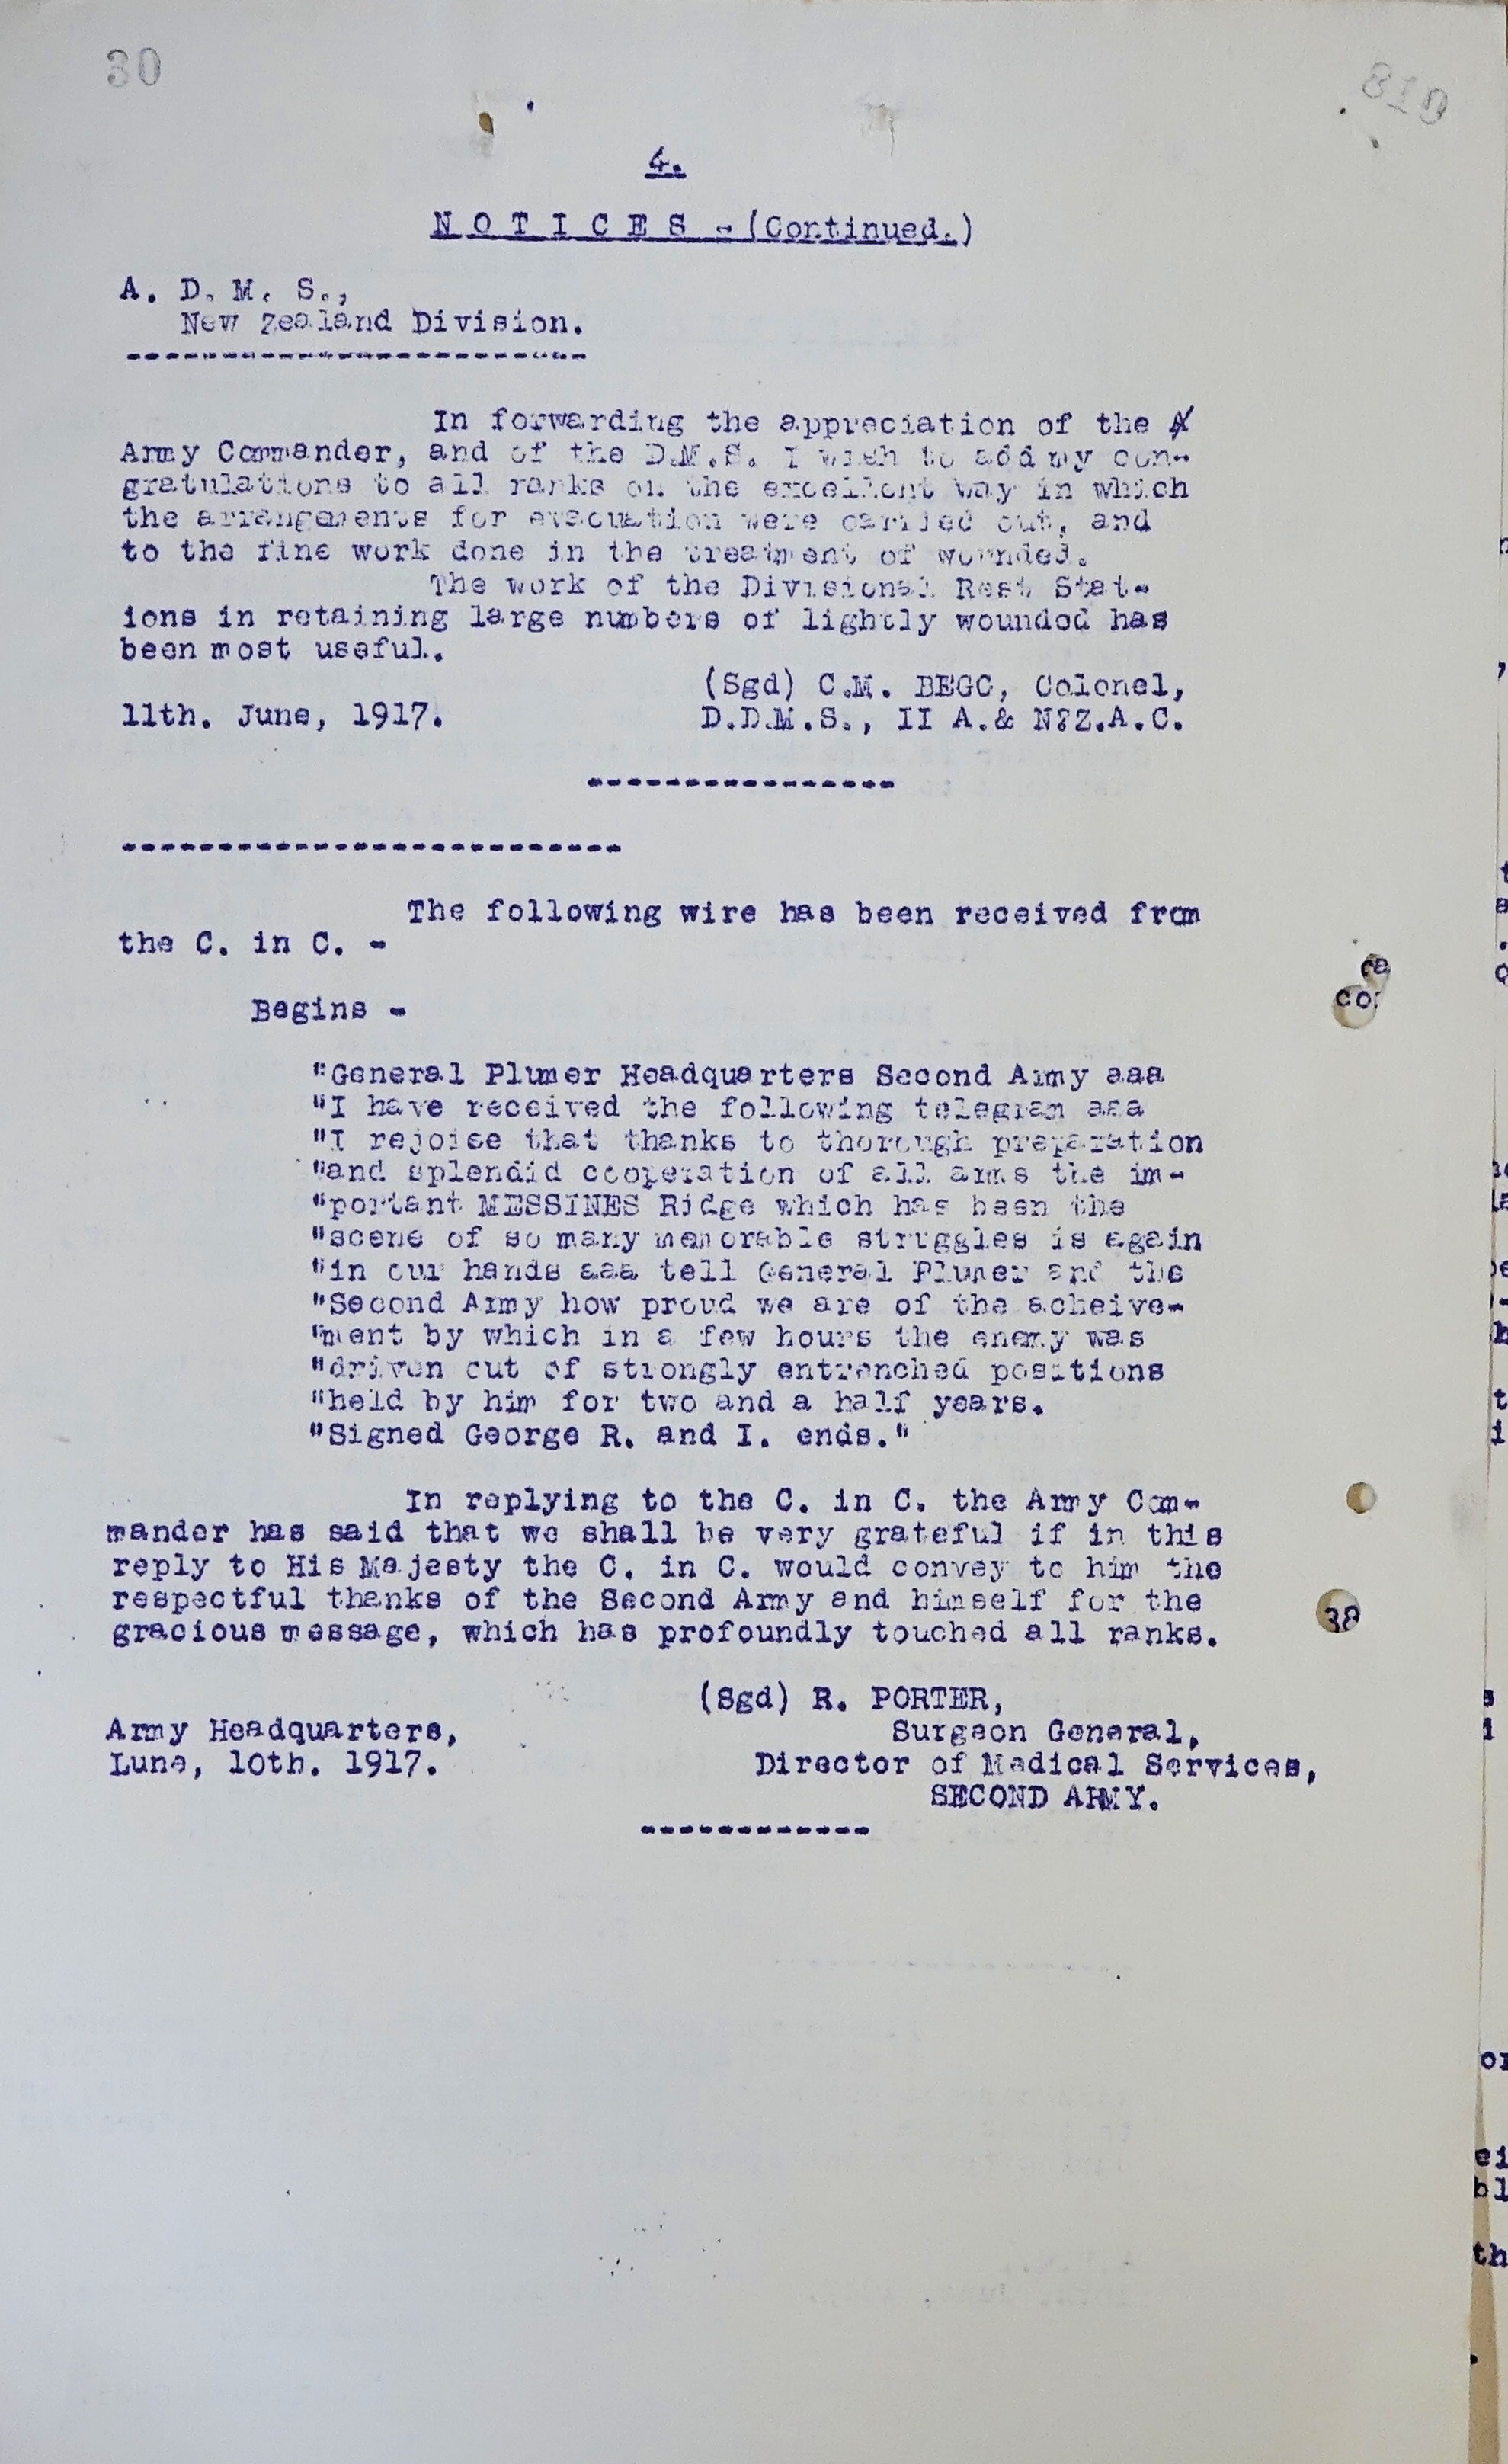 30
4.
N O T I C E S - (Continued.)
A. D. M. S.,
New Zealand Division.
------------------------
In forwarding the appreciation of the
Army Commander, and of the D.M.S. I wish to add my con-
gratulations to all ranks on the excellent way in which
the arrangements for evacuation were carried out, and
to the fine work done in the treatment of wounded.
The work of the Divisional Rest Stat-
ions in retaining large numbers of lightly wounded has
been most useful.
(Sgd) C.M. BEGG, Colonel,
11th. June, 1917. D.D.M.S., II A.& N?Z.A.C.
----------------
--------------------------
The following wire has been received from
the C. in C. -
Begins -
"General Plumer Headquarters Second Army aaa
"I have received the following telegram aaa
"I rejoice that thanks to thorough preparation
"and splendid cooperation of all arms the im-
"portant MESSINES Ridge which has been the
"scene of so many memorable struggles is again
"in our hands aaa tell General Plumer and the
"Second Army how proud we are of the acheive-
"ment by which in a few hours the enemy was
"driven out of strongly entrenched positions
"held by him for two and a half years.
"Signed George R. and I. ends."
In replying to the C. in C. the Army Com-
mander has said that we shall be very grateful if in this
reply to His Majesty the C. in C. would convey to him the
respectful thanks of the Second Army and himself for the
gracious message, which has profoundly touched all ranks.
(Sgd) R. PORTER,
Army Headquarters, Surgeon General,
Lune, 10th. 1917. Director of Medical Services,
SECOND ARMY.
------------